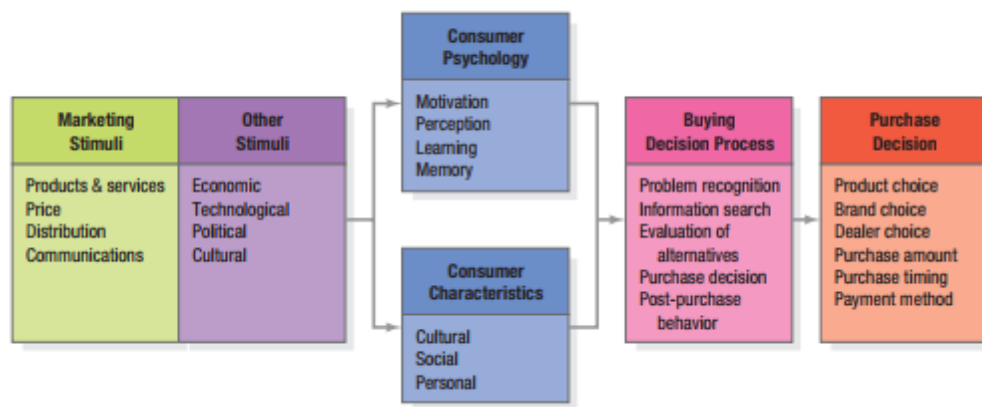 Marketing
Stimuli
Products & services
Price
Distribution
Communications
Other
Stimuli
Economic
Technological
Political
Cultural
Consumer
Psychology
Motivation
Perception
Learning
Memory
Consumer
Characteristics
Cultural
Social
Personal
Buying
Decision Process
Problem recognition
Information search
Evaluation of
alternatives
Purchase decision
Post-purchase
behavior
Purchase
Decision
Product choice
Brand choice
Dealer choice
Purchase amount
Purchase timing
Payment method